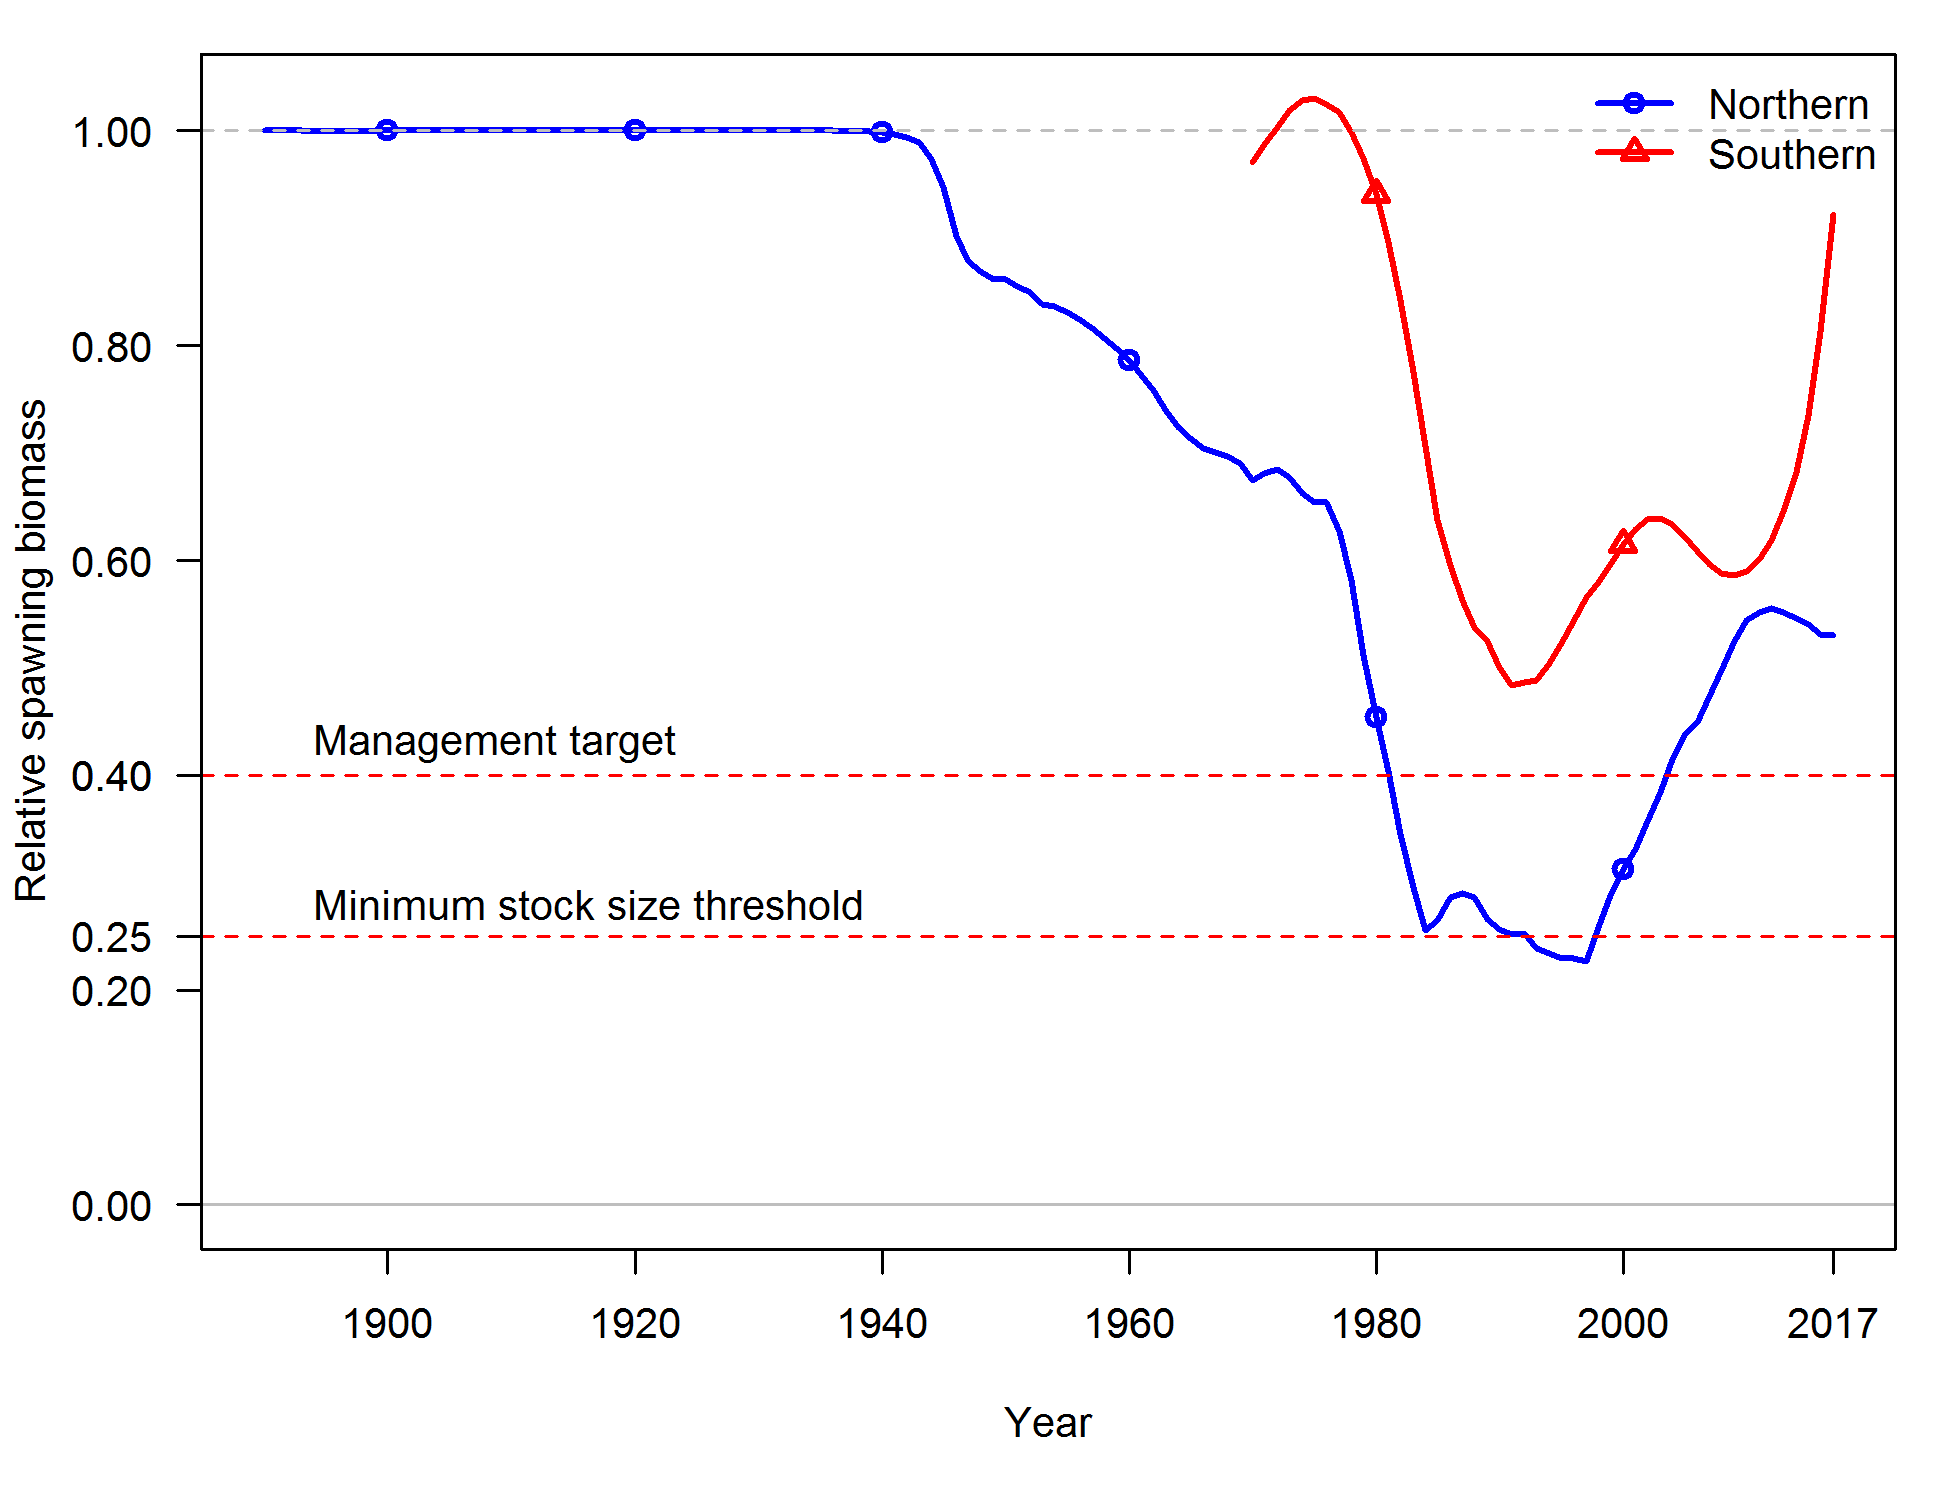 Northern
Southern
Relative spawning biomass
1.00
0.80
0.60
0.40
0.25
0.20
0.00
Management target
Minimum stock size threshold
1900
1920
1940
1960
1980
2000
2017
Year